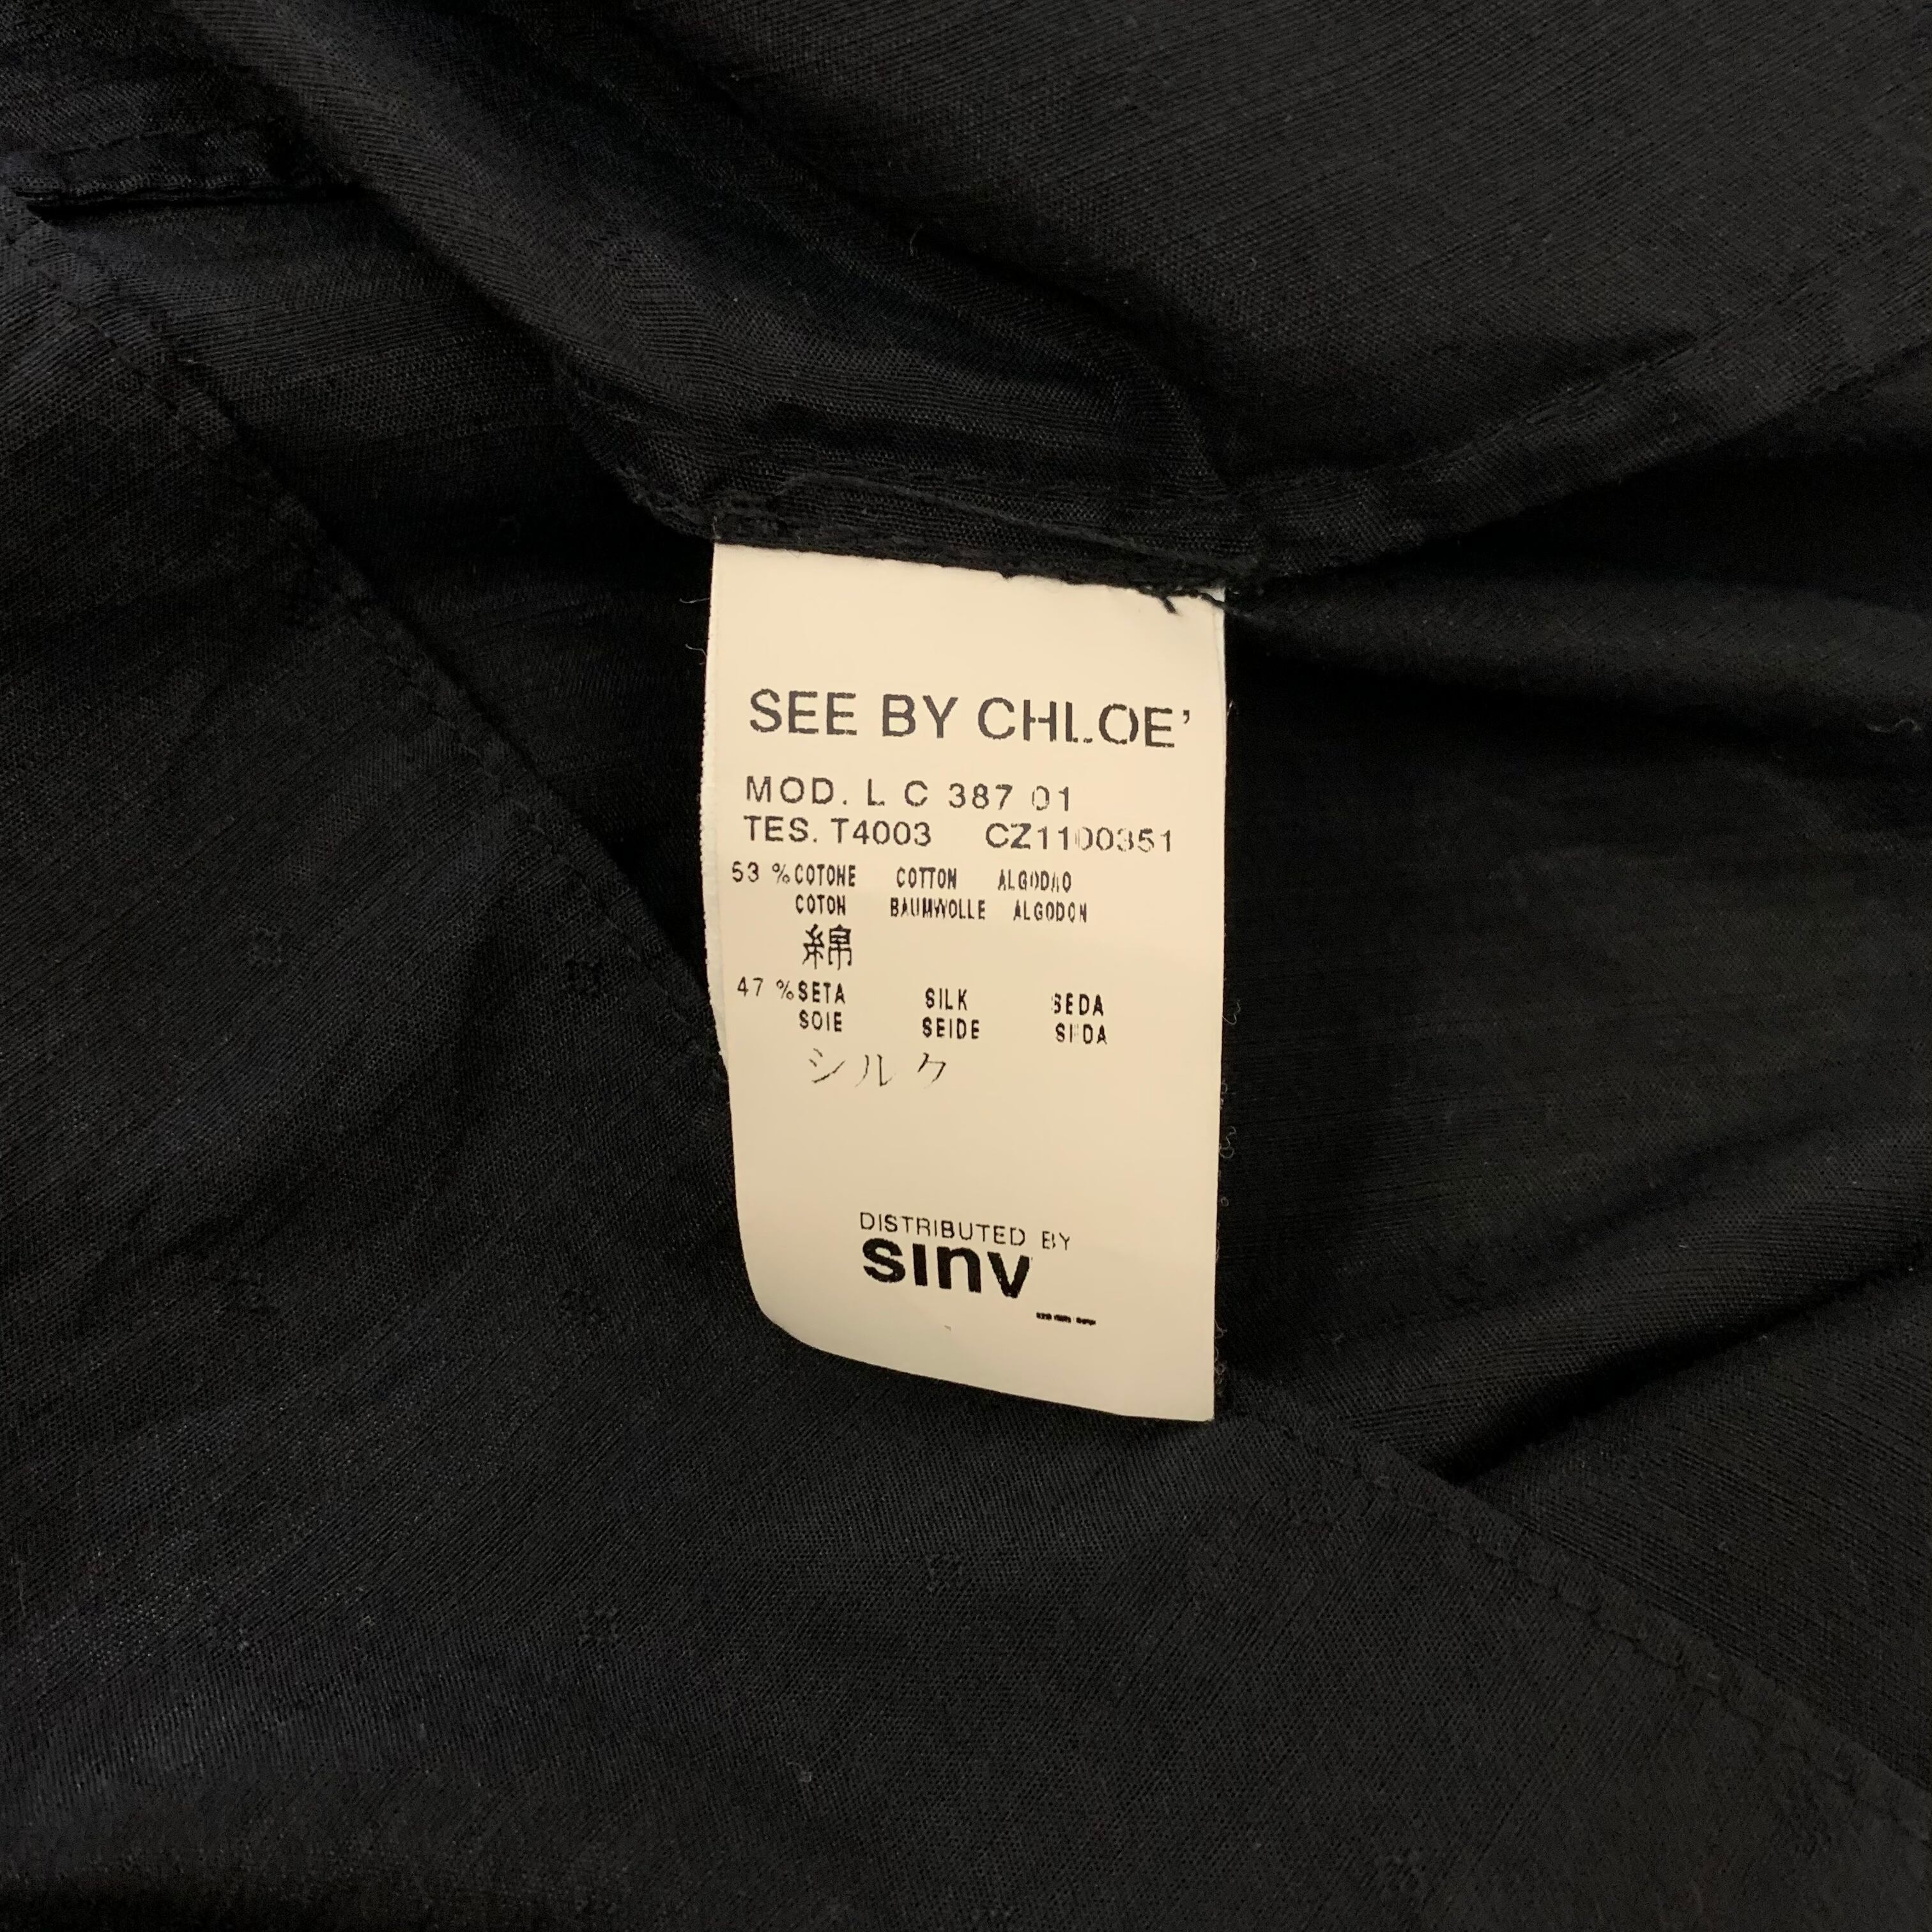 SEE BY CHLOE'
MOD. L C 387 01
TES. T4003 CZ1100351
53 % COTONE COTTON ALGODAO
COTON BAUMWOLLE ALGODON
綿
47 % SETA SILK SEDA
SOIE SEIDE SEDA
シルク
DISTRIBUTED BY
sinv